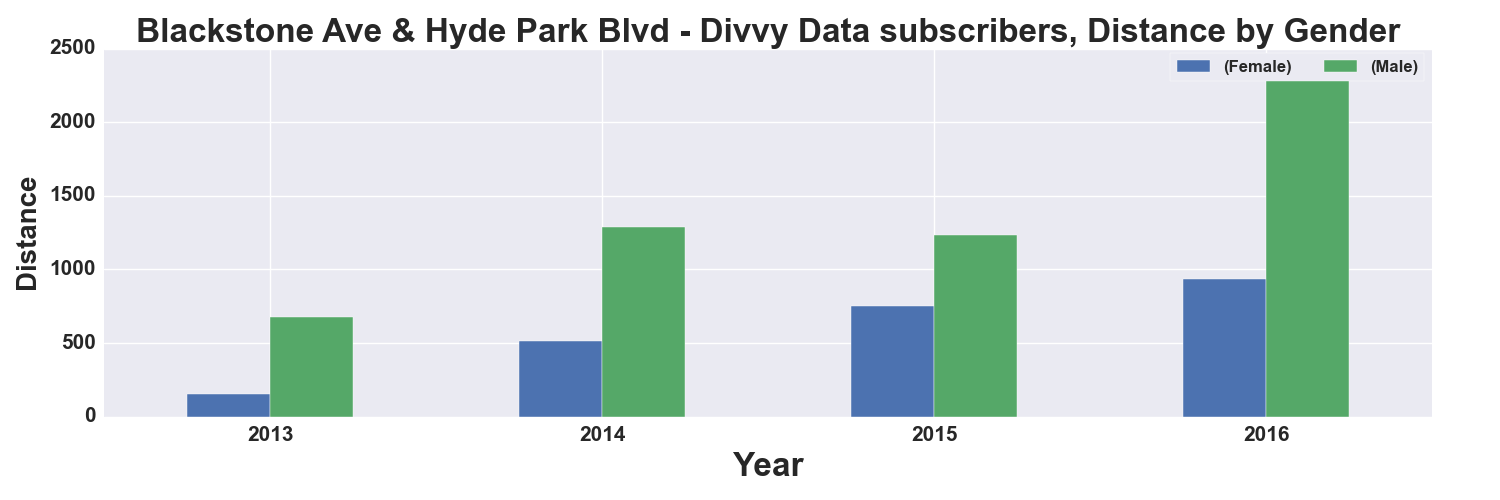 Blackstone Ave & Hyde Park Blvd - Divvy Data subscribers, Distance by Gender
(Female) (Male)
Distance
2500
2000
1500
1000
500
0
2013 2014 2015 2016
Year